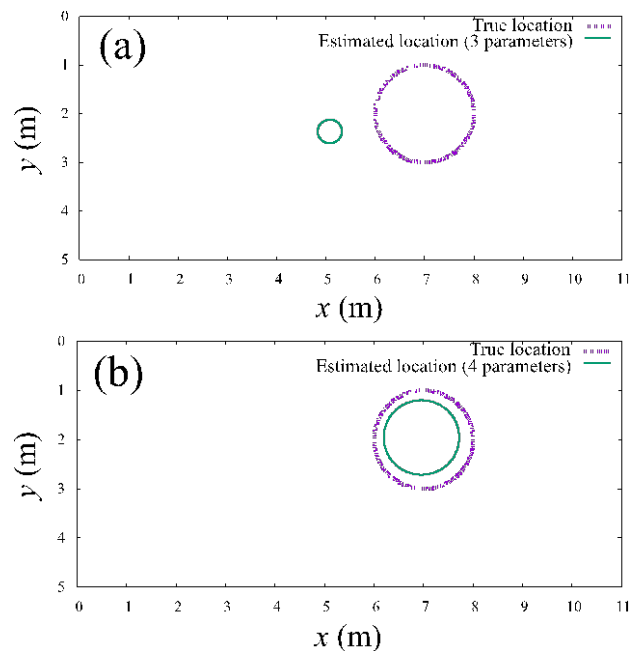 (a)
True location
Estimated location (3 parameters)
0
1
2
3
4
5
y (m)
0 1 2 3 4 5 6 7 8 9 10 11
x (m)
(b)
True location
Estimated location (4 parameters)
0
1
2
3
4
5
y (m)
0 1 2 3 4 5 6 7 8 9 10 11
x (m)